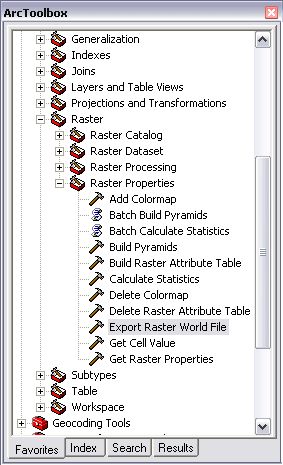 ArcToolbox
Generalization
Indexes
Joins
Layers and Table Views
Projections and Transformations
Raster
Raster Catalog
Raster Dataset
Raster Processing
Raster Properties
Add Colormap
Batch Build Pyramids
Batch Calculate Statistics
Build Pyramids
Build Raster Attribute Table
Calculate Statistics
Delete Colormap
Delete Raster Attribute Table
Export Raster World File
Get Cell Value
Get Raster Properties
Subtypes
Table
Workspace
Geocoding Tools
Favorites Index Search Results